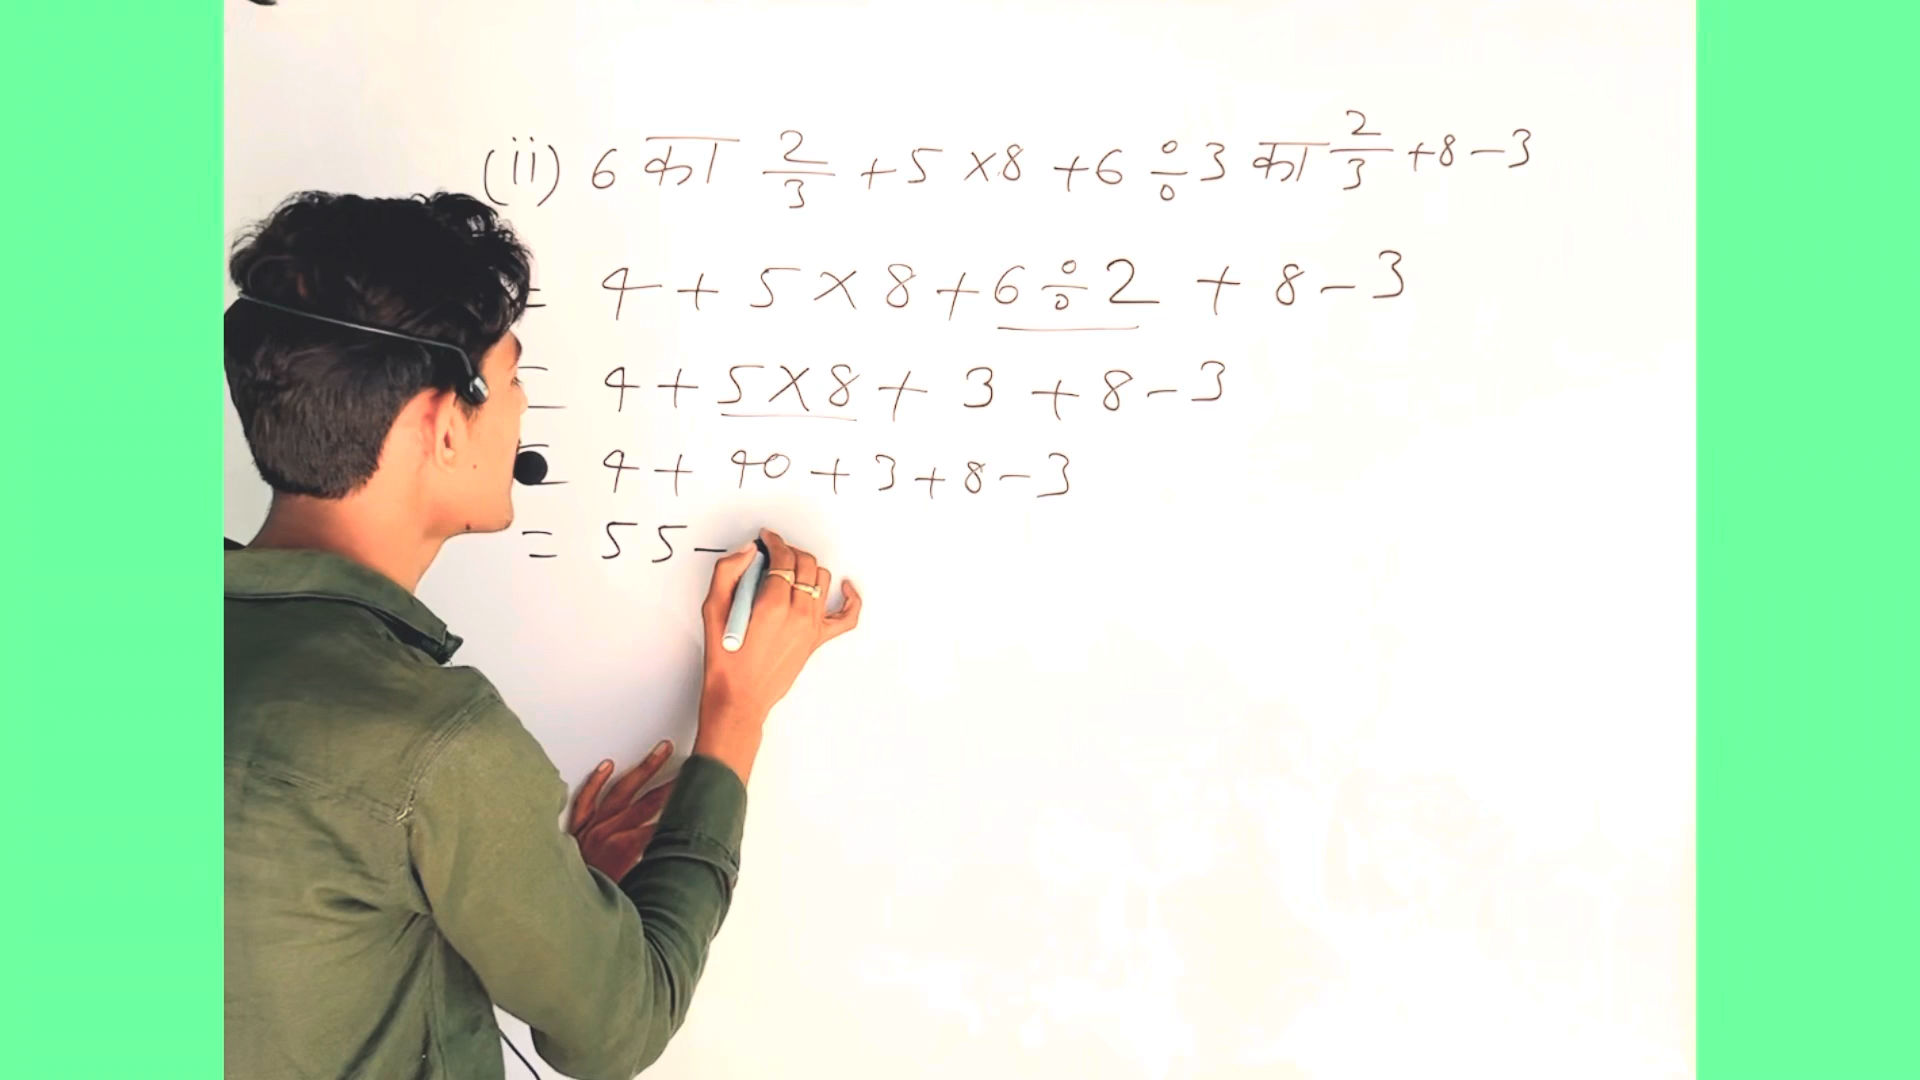 (ii) 6 का 2/3 + 5 × 8 + 6 ÷ 3 का 2/3 + 8 - 3
= 4 + 5 × 8 + 6 ÷ 2 + 8 - 3
= 4 + 5 × 8 + 3 + 8 - 3
= 4 + 40 + 3 + 8 - 3
= 55 -